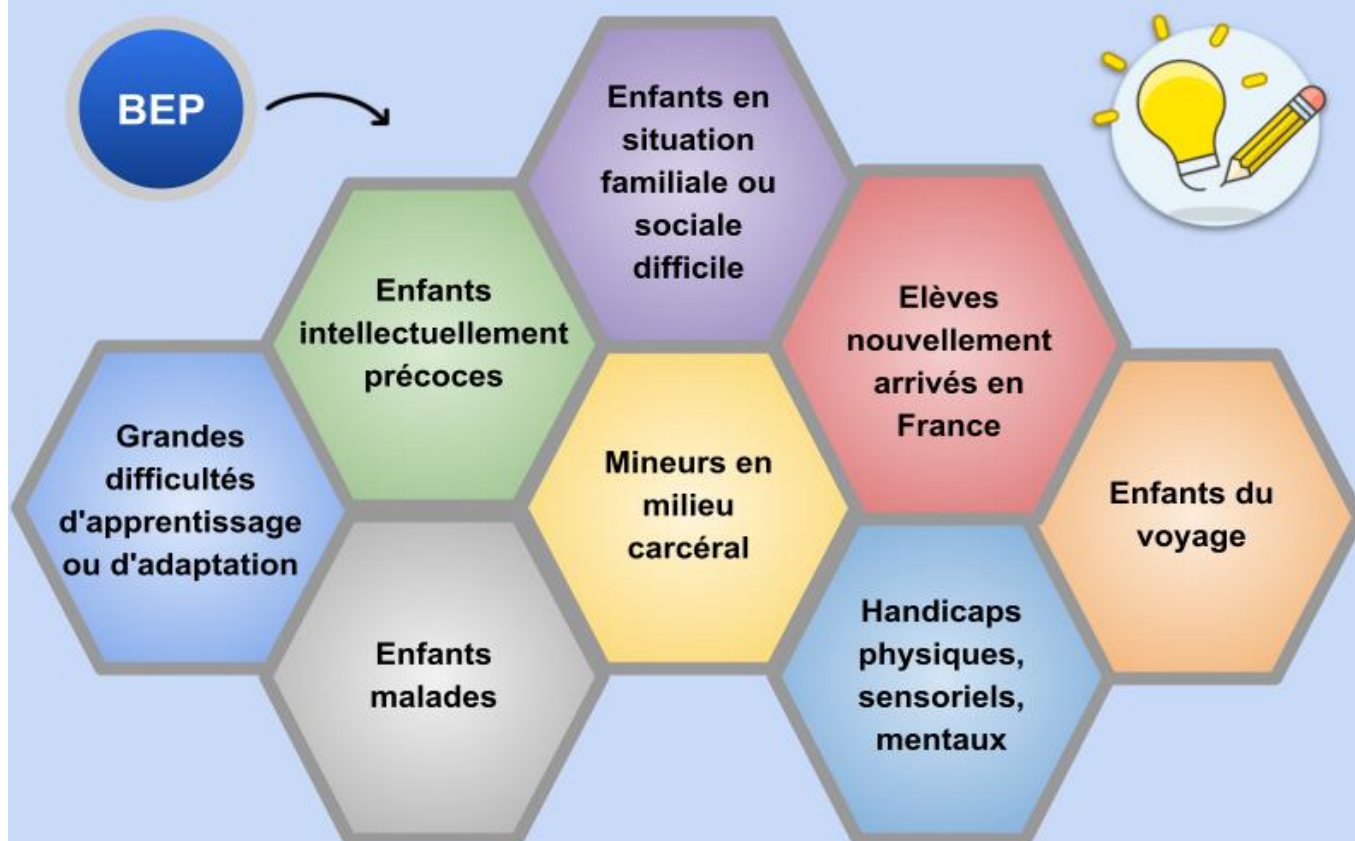 BEP
Enfants en
situation
familiale ou
sociale
difficile
Enfants
intellectuellement
précoces
Elèves
nouvellement
arrivés en
France
Grandes
difficultés
d'apprentissage
ou d'adaptation
Mineurs en
milieu
carcéral
Enfants du
voyage
Enfants
malades
Handicaps
physiques,
sensoriels,
mentaux